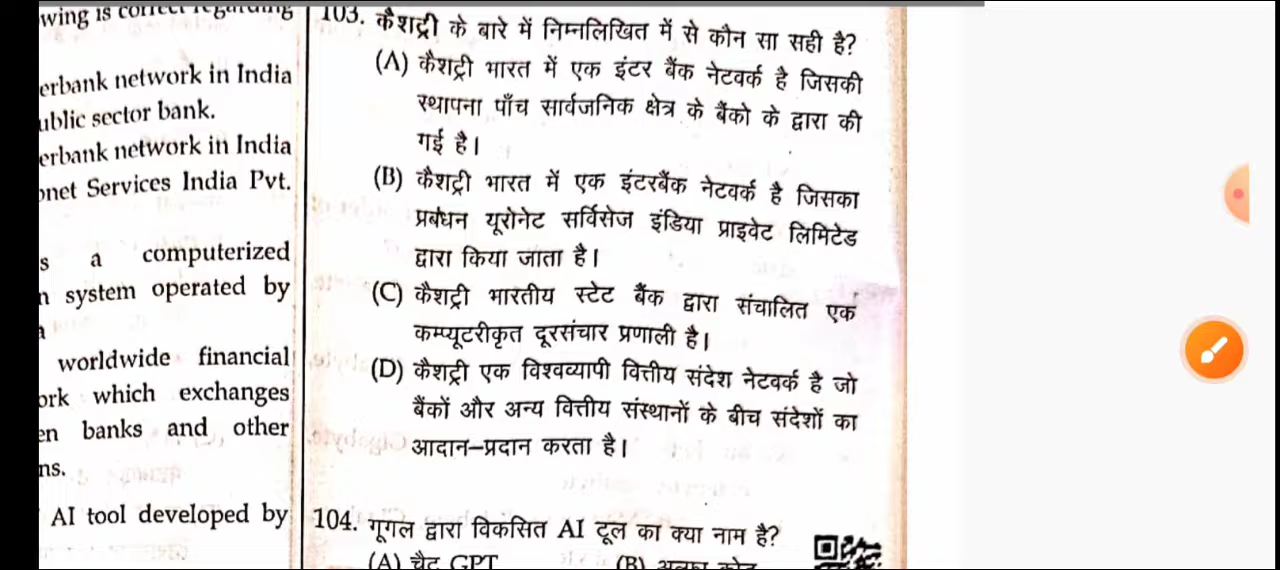 erbank network in India
ublic sector bank.
erbank network in India
onet Services India Pvt.
s a computerized
n system operated by
worldwide financial
ork which exchanges
en banks and other
ns.
AI tool developed by
103. कैशट्री के बारे में निम्नलिखित में से कौन सा सही है?
(A) कैशट्री भारत में एक इंटर बैंक नेटवर्क है जिसकी
स्थापना पाँच सार्वजनिक क्षेत्र के बैंको के द्वारा की
गई है।
(B) कैशट्री भारत में एक इंटरबैंक नेटवर्क है जिसका
प्रबंधन यूरोनेट सर्विसेज इंडिया प्राइवेट लिमिटेड
द्वारा किया जाता है।
(C) कैशट्री भारतीय स्टेट बैंक द्वारा संचालित एक
कम्प्यूटरीकृत दूरसंचार प्रणाली है।
(D) कैशट्री एक विश्वव्यापी वित्तीय संदेश नेटवर्क है जो
बैंकों और अन्य वित्तीय संस्थानों के बीच संदेशों का
आदान–प्रदान करता है।
104. गूगल द्वारा विकसित AI टूल का क्या नाम है?
(A) चैट GPT (B)